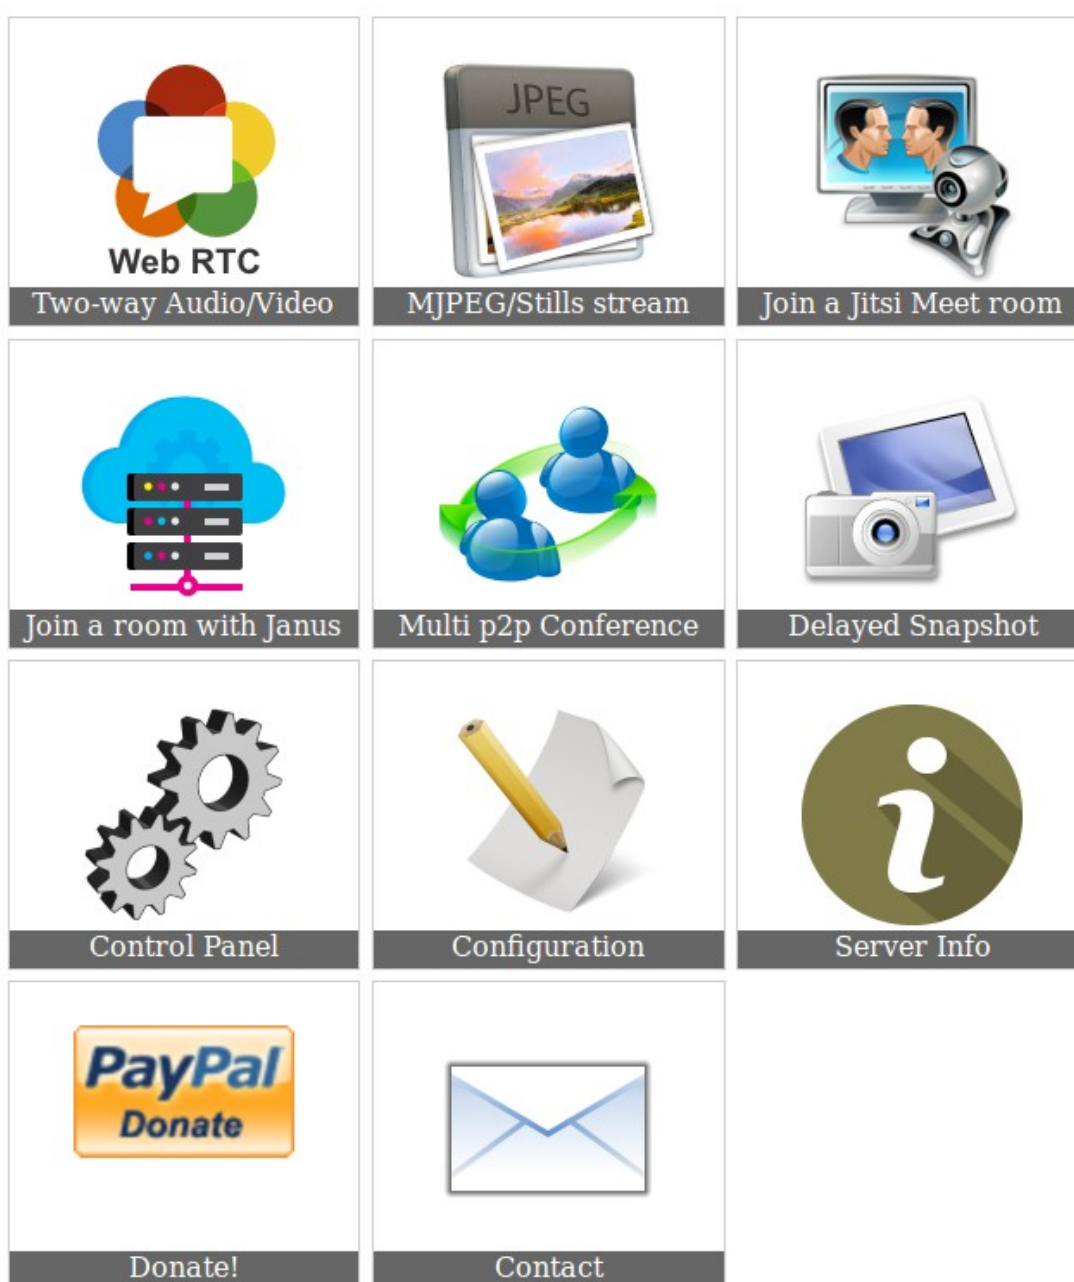 Web RTC
Two-way Audio/Video
JPEG
MJPEG/Stills stream
Join a Jitsi Meet room
Join a room with Janus
Multi p2p Conference
Delayed Snapshot
Control Panel
Configuration
i
Server Info
PayPal
Donate
Donate!
Contact